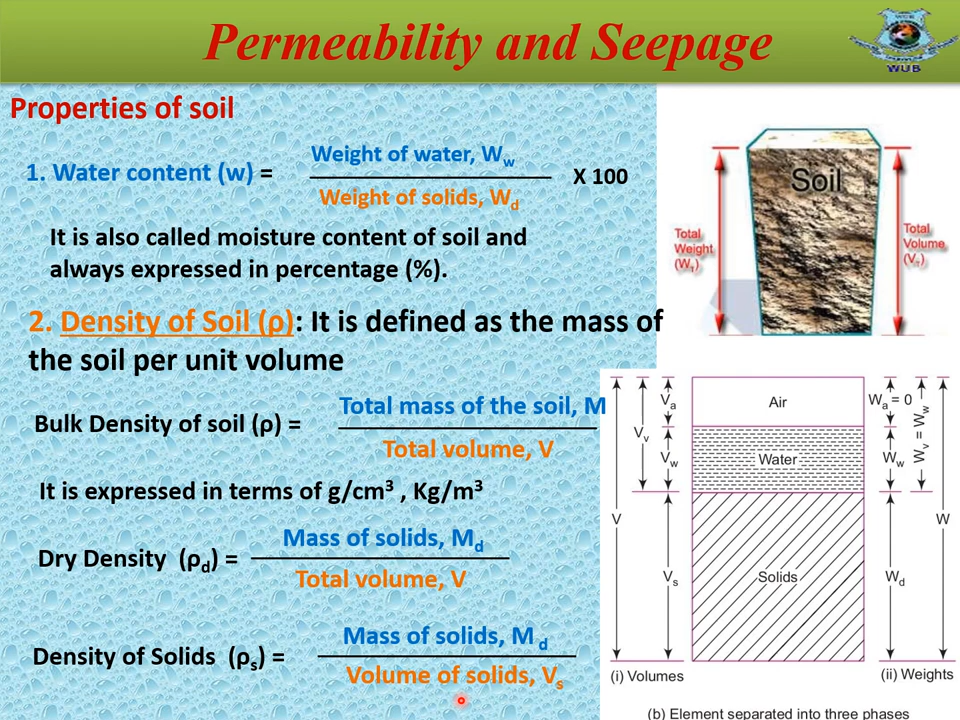 Permeability and Seepage
WUB
Properties of soil
1. Water content (w) =
Weight of water, Ww
Weight of solids, Wd
X 100
It is also called moisture content of soil and
always expressed in percentage (%).
2. Density of Soil (ρ): It is defined as the mass of
the soil per unit volume
Bulk Density of soil (ρ) =
Total mass of the soil, M
Total volume, V
It is expressed in terms of g/cm³ , Kg/m³
Dry Density (ρd) =
Mass of solids, Md
Total volume, V
Density of Solids (ρs) =
Mass of solids, M d
Volume of solids, Vs
Soil
Total
Weight
(WT)
Total
Volume
(VT)
Va
Air
Wa = 0
Vv
Vw
Water
Ww
Wv = Ww
V
Vs
Solids
Wd
W
(i) Volumes
(ii) Weights
(b) Element separated into three phases